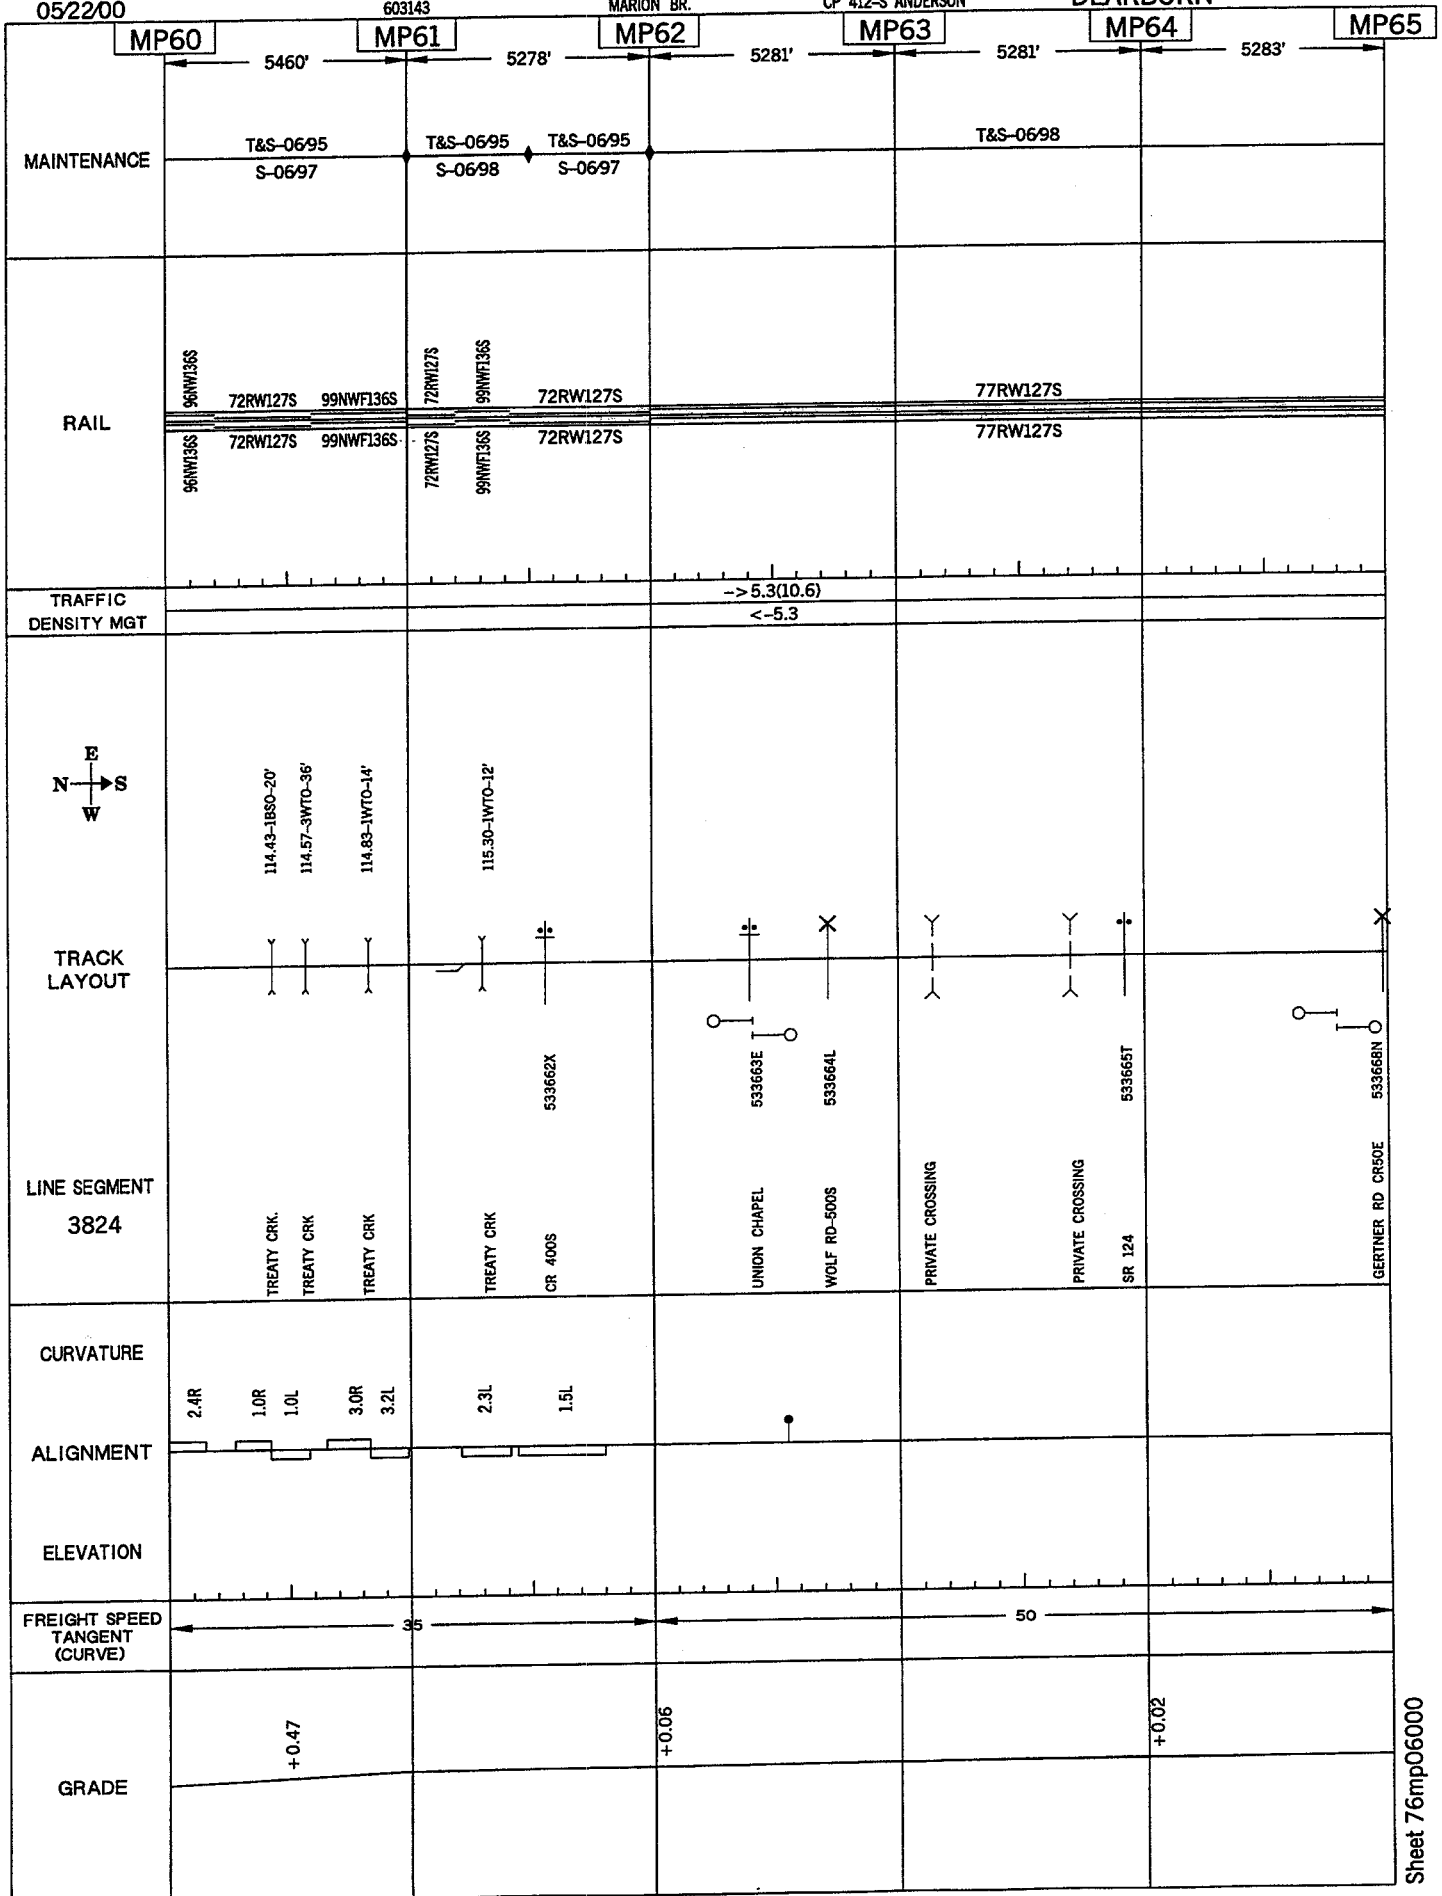 05/22/00
603143
MARION BR.
CP 412-S ANDERSON
DEARBORN
MP60
MP61
MP62
MP63
MP64
MP65
5460'
5278'
5281'
5281'
5283'
MAINTENANCE
T&S-06/95
S-06/97
T&S-06/95
S-06/98
T&S-06/95
S-06/97
T&S-06/98
RAIL
96NW136S
72RW127S
99NWF136S
72RW127S
99NWF136S
72RW127S
77RW127S
96NW136S
72RW127S
99NWF136S
72RW127S
99NWF136S
72RW127S
77RW127S
TRAFFIC
DENSITY MGT
->5.3(10.6)
<-5.3
E
N
S
W
114.43-1BSO-20'
114.57-3WTO-36'
114.83-1WTO-14'
115.30-1WTO-12'
TRACK
LAYOUT
533662X
533663E
533664L
533665T
533668N
LINE SEGMENT
3824
TREATY CRK.
TREATY CRK
TREATY CRK
TREATY CRK
CR 400S
UNION CHAPEL
WOLF RD-500S
PRIVATE CROSSING
PRIVATE CROSSING
SR 124
GERTNER RD CR50E
CURVATURE
2.4R
1.0R
1.0L
3.0R
3.2L
2.3L
1.5L
ALIGNMENT
ELEVATION
FREIGHT SPEED
TANGENT
(CURVE)
35
50
GRADE
+0.47
+0.06
+0.02
Sheet 76mp06000